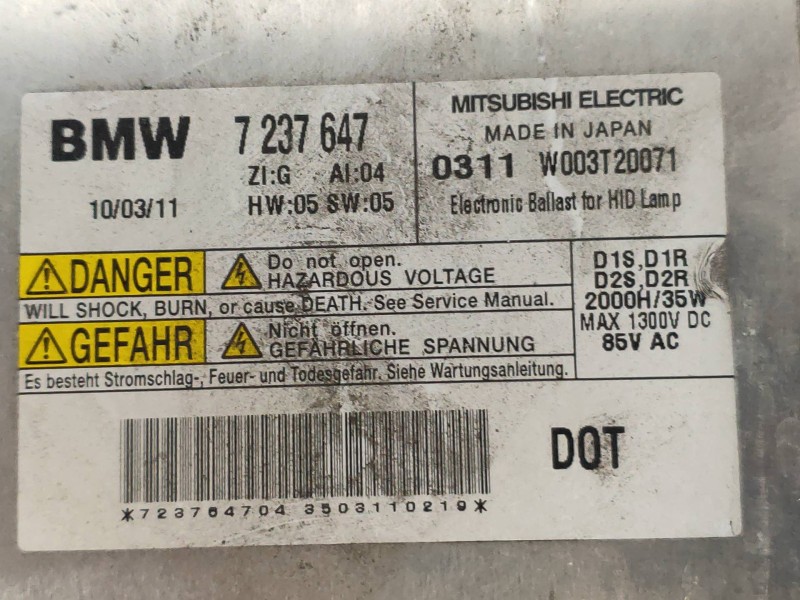 BMW 7 237 647
ZI:G AI:04
10/03/11 HW:05 SW:05
MITSUBISHI ELECTRIC
MADE IN JAPAN
0311 W003T20071
Electronic Ballast for HID Lamp
DANGER Do not open.
HAZARDOUS VOLTAGE
WILL SHOCK, BURN, or cause DEATH. See Service Manual.
GEFAHR Nicht öffnen.
GEFÄHRLICHE SPANNUNG
Es besteht Stromschlag-, Feuer- und Todesgefahr. Siehe Wartungsanleitung.
D1S,D1R
D2S,D2R
2000H/35W
MAX 1300V DC
85V AC
DOT
*723764704 3503110219*